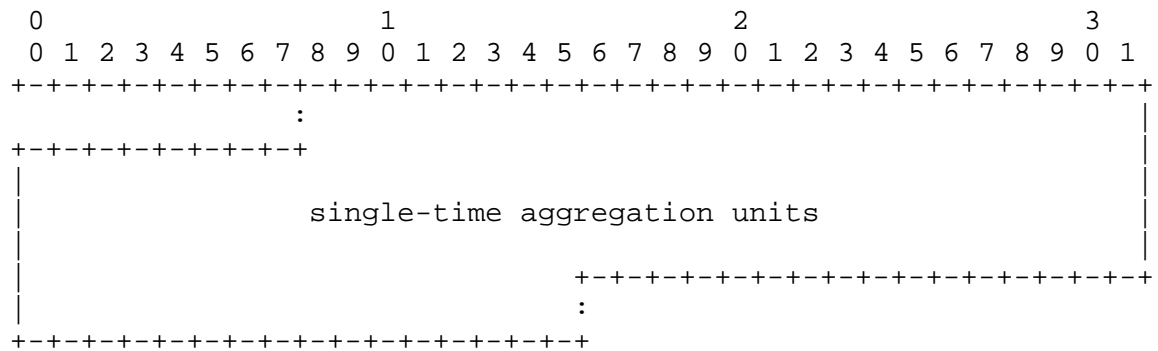 0                   1                   2                   3
 0 1 2 3 4 5 6 7 8 9 0 1 2 3 4 5 6 7 8 9 0 1 2 3 4 5 6 7 8 9 0 1
+-+-+-+-+-+-+-+-+-+-+-+-+-+-+-+-+-+-+-+-+-+-+-+-+-+-+-+-+-+-+-+-+
                :                                               |
+-+-+-+-+-+-+-+-+                                               |
|                                                               |
|                single-time aggregation units                  |
|                                                               |
|                               +-+-+-+-+-+-+-+-+-+-+-+-+-+-+-+-+
|                               :
+-+-+-+-+-+-+-+-+-+-+-+-+-+-+-+-+